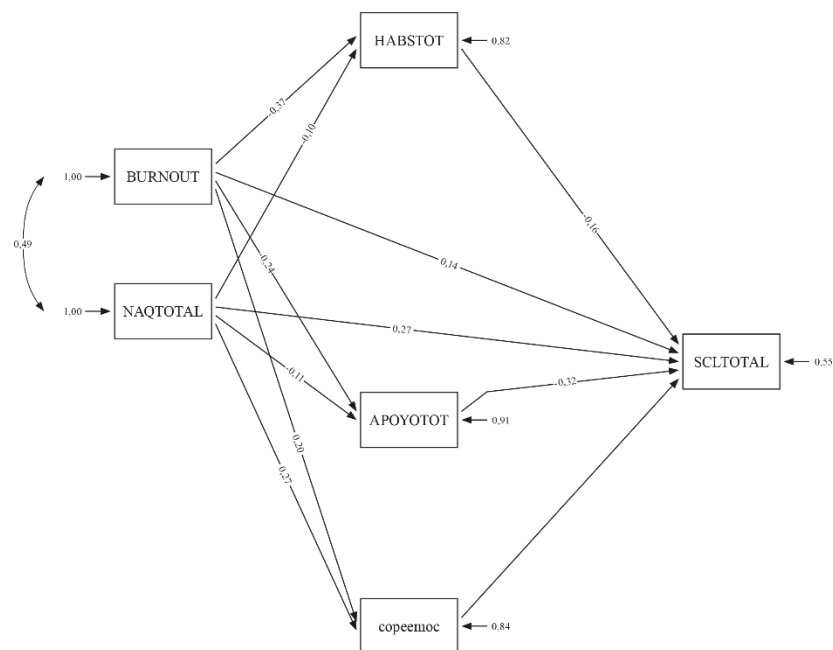 HABSTOT
0,82
-0,37
-0,10
BURNOUT
1,00
0,49
-0,16
-0,24
0,14
NAQTOTAL
1,00
0,27
SCLTOTAL
0,55
-0,11
-0,32
APOYOTOT
0,91
0,20
0,27
copeemoc
0,84